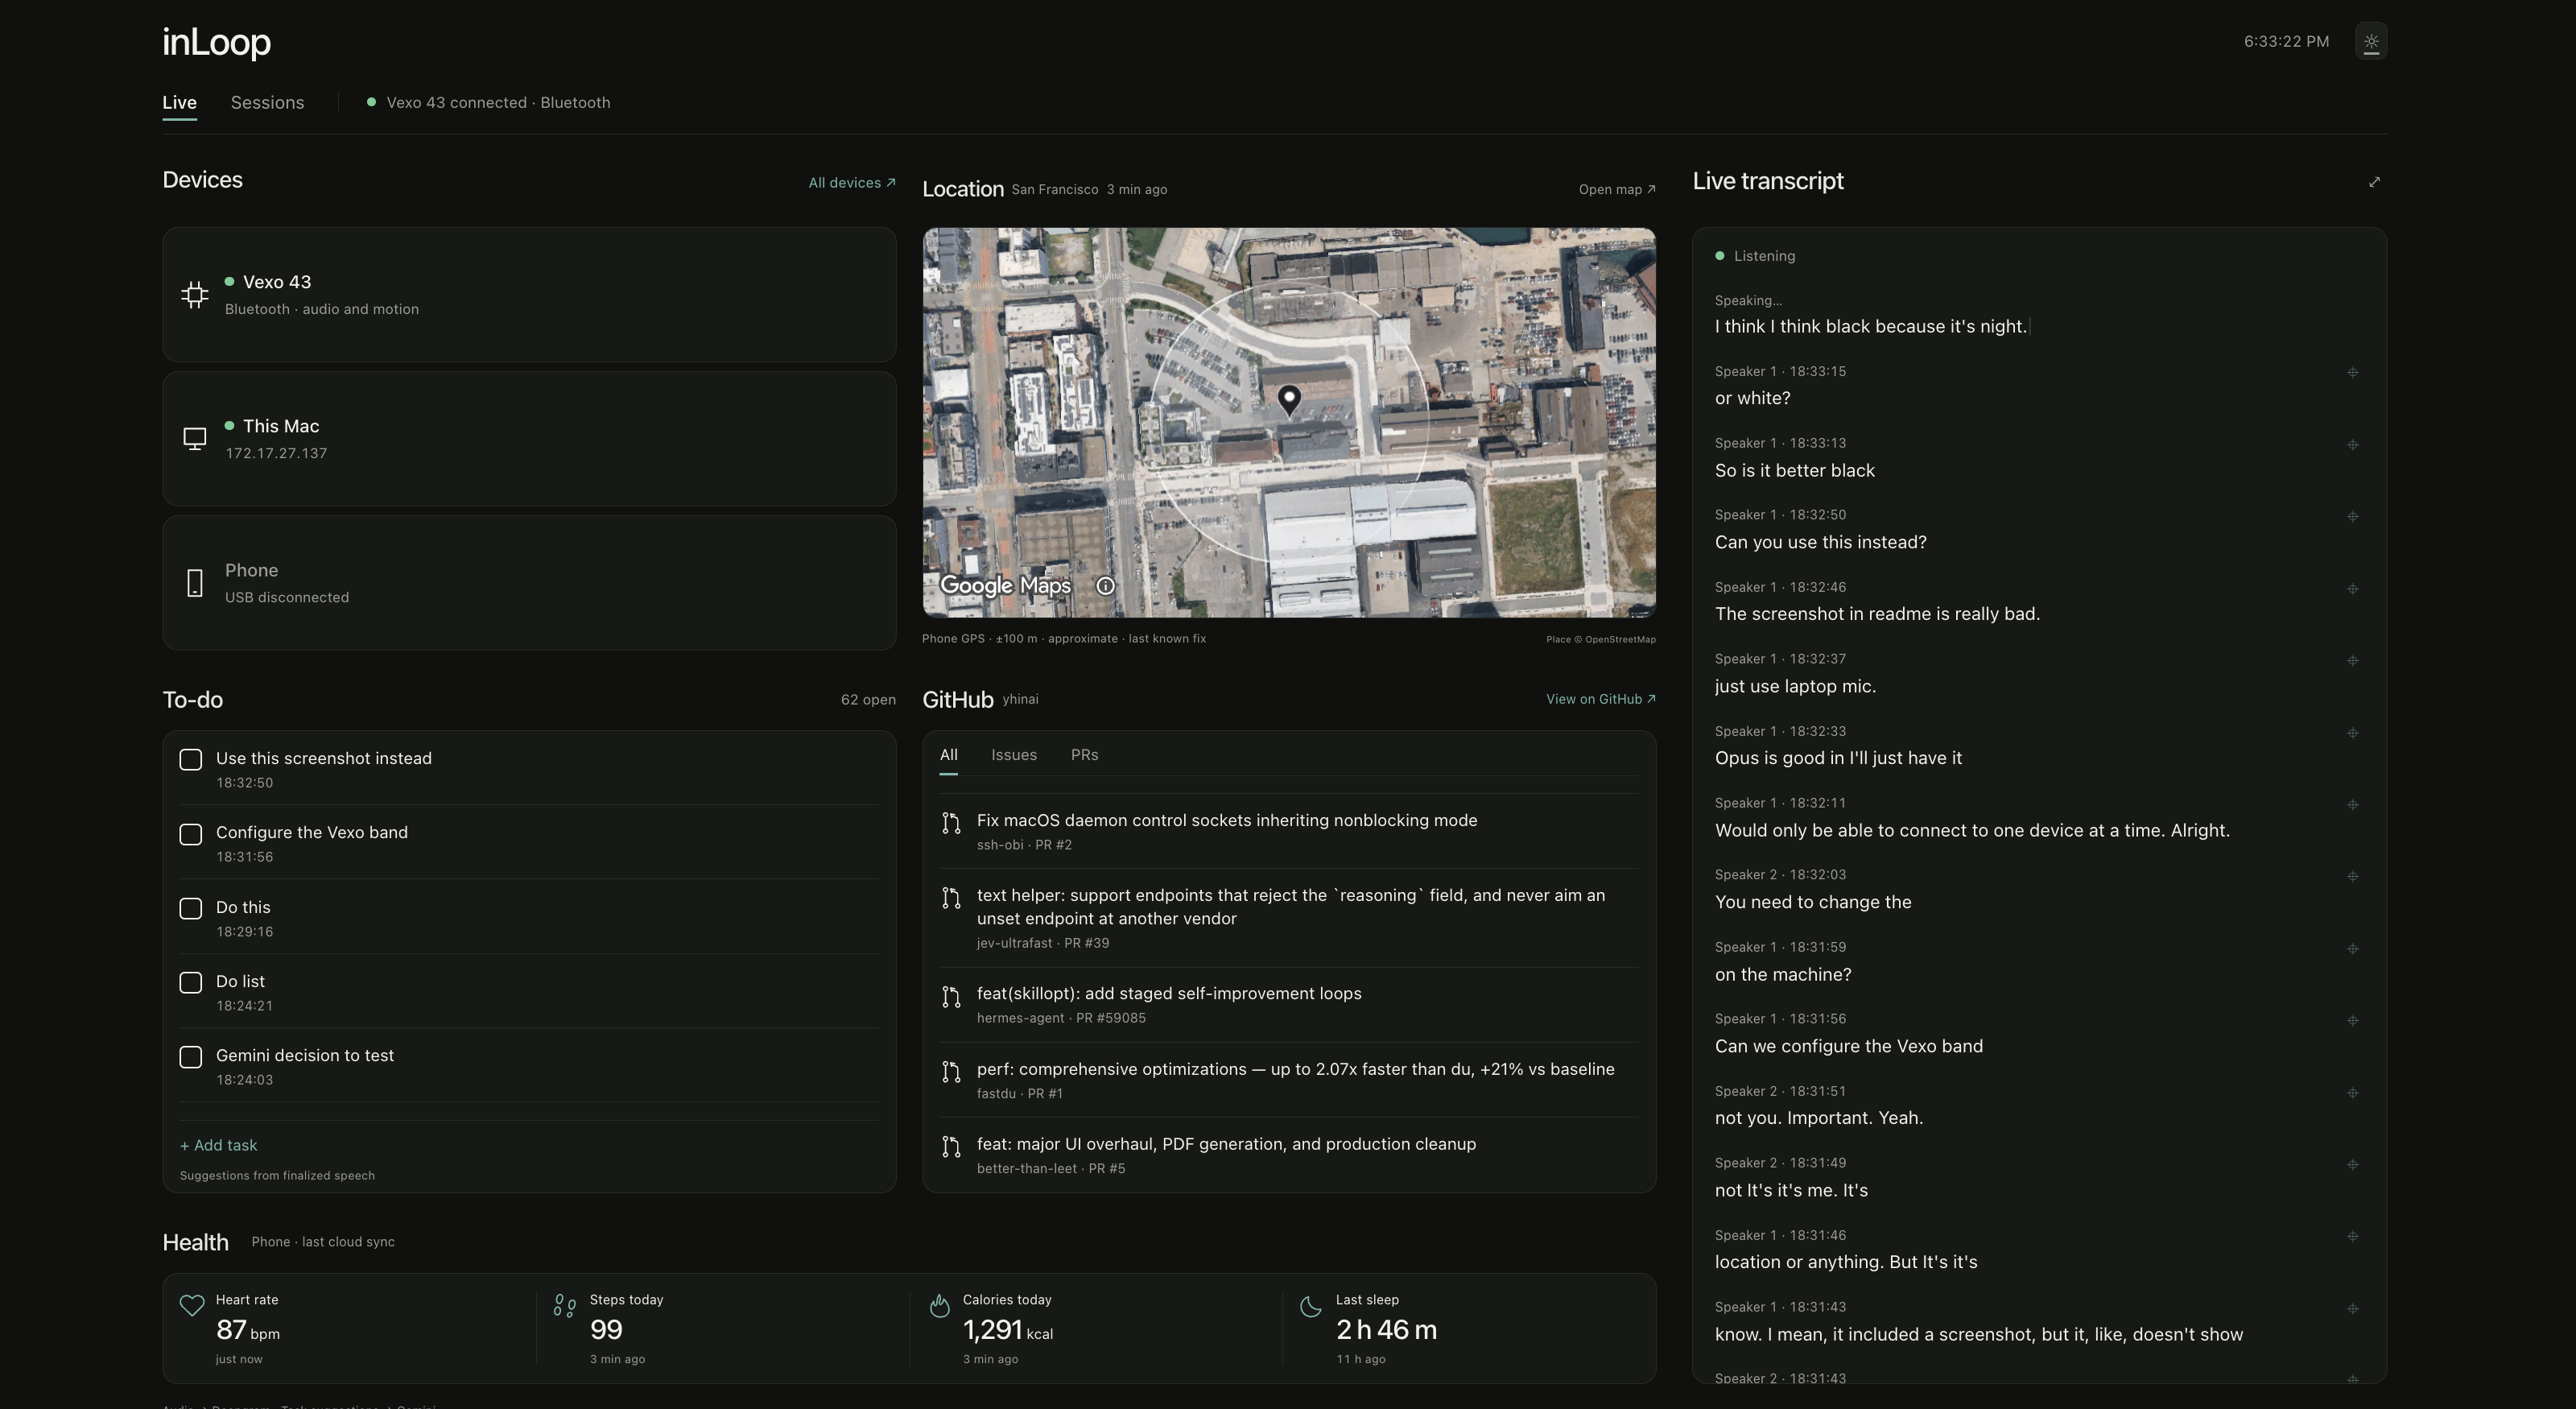 inLoop
6:33:22 PM
Live
Sessions
Vexo 43 connected · Bluetooth
Devices
All devices ↗
Vexo 43
Bluetooth · audio and motion
This Mac
172.17.27.137
Phone
USB disconnected
Location San Francisco 3 min ago
Open map ↗
Google Maps
Phone GPS · ±100 m · approximate · last known fix
Place © OpenStreetMap
To-do
62 open
Use this screenshot instead
18:32:50
Configure the Vexo band
18:31:56
Do this
18:29:16
Do list
18:24:21
Gemini decision to test
18:24:03
+ Add task
Suggestions from finalized speech
GitHub yhinai
View on GitHub ↗
All
Issues
PRs
Fix macOS daemon control sockets inheriting nonblocking mode
ssh-obi · PR #2
text helper: support endpoints that reject the `reasoning` field, and never aim an
unset endpoint at another vendor
jev-ultrafast · PR #39
feat(skillopt): add staged self-improvement loops
hermes-agent · PR #59085
perf: comprehensive optimizations — up to 2.07x faster than du, +21% vs baseline
fastdu · PR #1
feat: major UI overhaul, PDF generation, and production cleanup
better-than-leet · PR #5
Health
Phone · last cloud sync
Heart rate
87 bpm
just now
Steps today
99
3 min ago
Calories today
1,291 kcal
3 min ago
Last sleep
2 h 46 m
11 h ago
Live transcript
Listening
Speaking...
I think I think black because it's night.
Speaker 1 · 18:33:15
or white?
Speaker 1 · 18:33:13
So is it better black
Speaker 1 · 18:32:50
Can you use this instead?
Speaker 1 · 18:32:46
The screenshot in readme is really bad.
Speaker 1 · 18:32:37
just use laptop mic.
Speaker 1 · 18:32:33
Opus is good in I'll just have it
Speaker 1 · 18:32:11
Would only be able to connect to one device at a time. Alright.
Speaker 2 · 18:32:03
You need to change the
Speaker 1 · 18:31:59
on the machine?
Speaker 1 · 18:31:56
Can we configure the Vexo band
Speaker 2 · 18:31:51
not you. Important. Yeah.
Speaker 2 · 18:31:49
not It's it's me. It's
Speaker 1 · 18:31:46
location or anything. But It's it's
Speaker 1 · 18:31:43
know. I mean, it included a screenshot, but it, like, doesn't show
Speaker 2 · 18:31:43